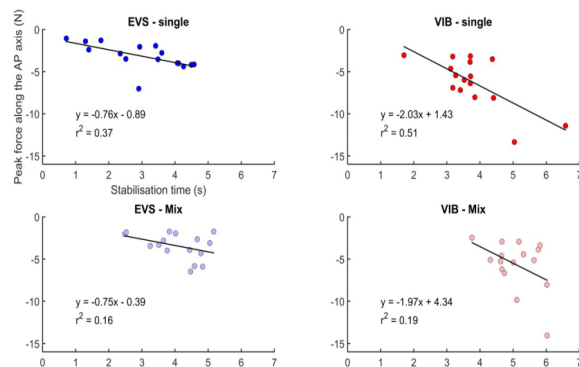 EVS - single
VIB - single
Peak force along the AP axis (N)
0
-5
-10
-15
y = -0.76x - 0.89
r2 = 0.37
0 1 2 3 4 5 6 7
Stabilisation time (s)
0
-5
-10
-15
y = -2.03x + 1.43
r2 = 0.51
0 1 2 3 4 5 6 7
EVS - Mix
VIB - Mix
0
-5
-10
-15
y = -0.75x - 0.39
r2 = 0.16
0 1 2 3 4 5 6 7
0
-5
-10
-15
y = -1.97x + 4.34
r2 = 0.19
0 1 2 3 4 5 6 7